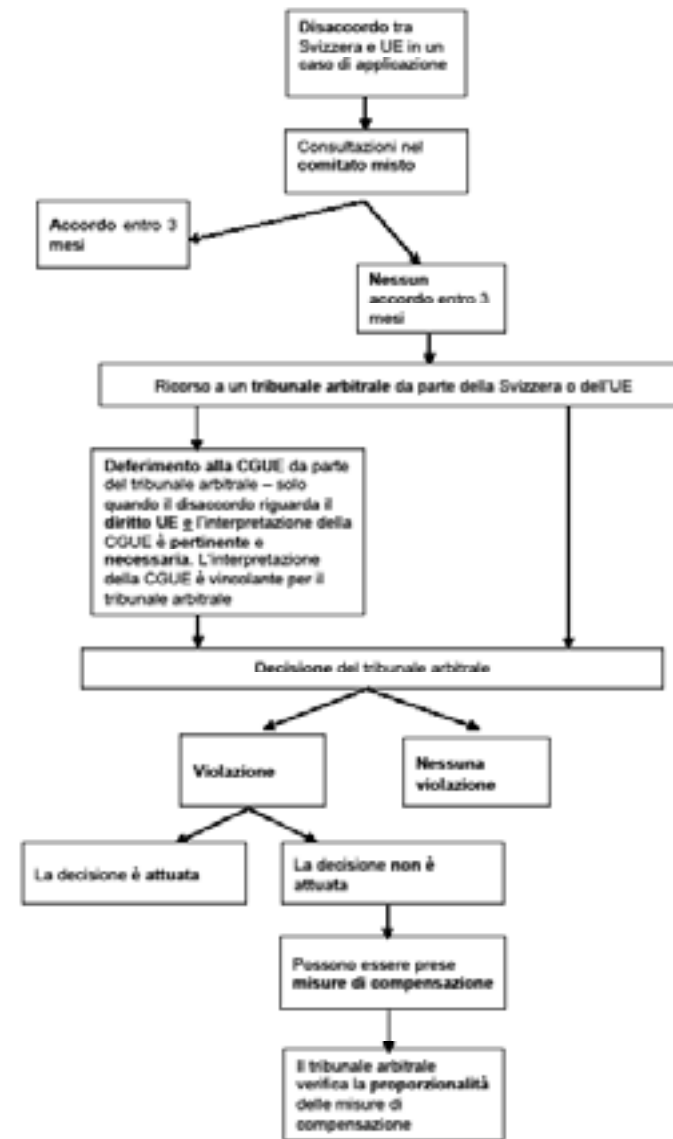 Disaccordo tra
Svizzera e UE in un
caso di applicazione
Consultazioni nel
comitato misto
Accordo entro 3
mesi
Nessun
accordo entro 3
mesi
Ricorso a un tribunale arbitrale da parte della Svizzera o dell'UE
Deferimento alla CGUE da parte
del tribunale arbitrale – solo
quando il disaccordo riguarda il
diritto UE e l'interpretazione della
CGUE è pertinente e
necessaria. L'interpretazione
della CGUE è vincolante per il
tribunale arbitrale
Decisione del tribunale arbitrale
Violazione
Nessuna
violazione
La decisione è attuata
La decisione non è
attuata
Possono essere prese
misure di compensazione
Il tribunale arbitrale
verifica la proporzionalità
delle misure di
compensazione